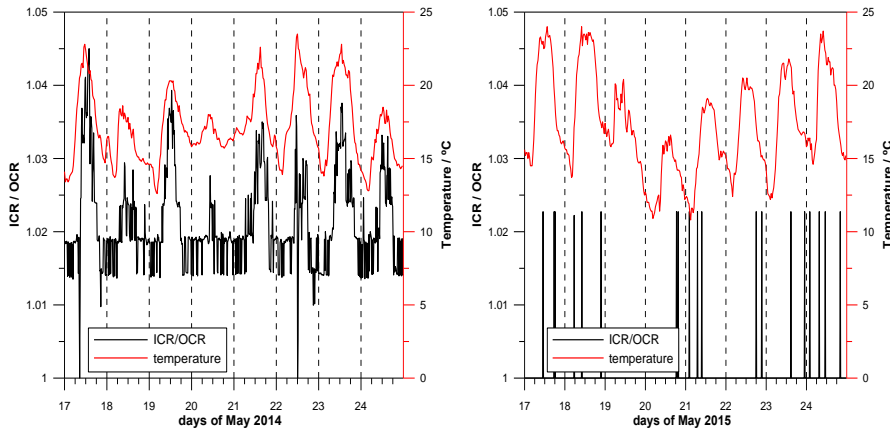 1.05
1.04
1.03
1.02
1.01
1
ICR / OCR
25
20
15
10
5
0
Temperature / ºC
ICR/OCR
temperature
17 18 19 20 21 22 23 24
days of May 2014
1.05
1.04
1.03
1.02
1.01
1
ICR / OCR
25
20
15
10
5
0
Temperature / ºC
ICR/OCR
temperature
17 18 19 20 21 22 23 24
days of May 2015